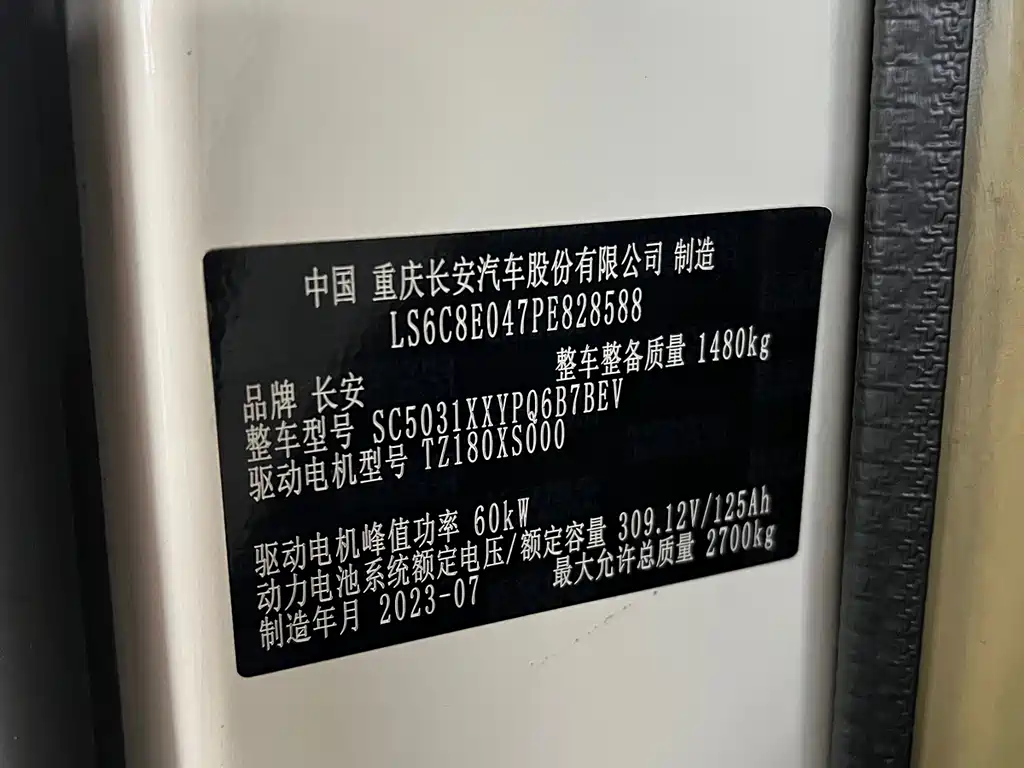 中国 重庆长安汽车股份有限公司 制造
LS6C8E047PE828588
整车整备质量 1480kg
品牌 长安
整车型号 SC5031XXYPQ6B7BEV
驱动电机型号 TZ180XS000
驱动电机峰值功率 60kW
动力电池系统额定电压/额定容量 309.12V/125Ah
最大允许总质量 2700kg
制造年月 2023-07